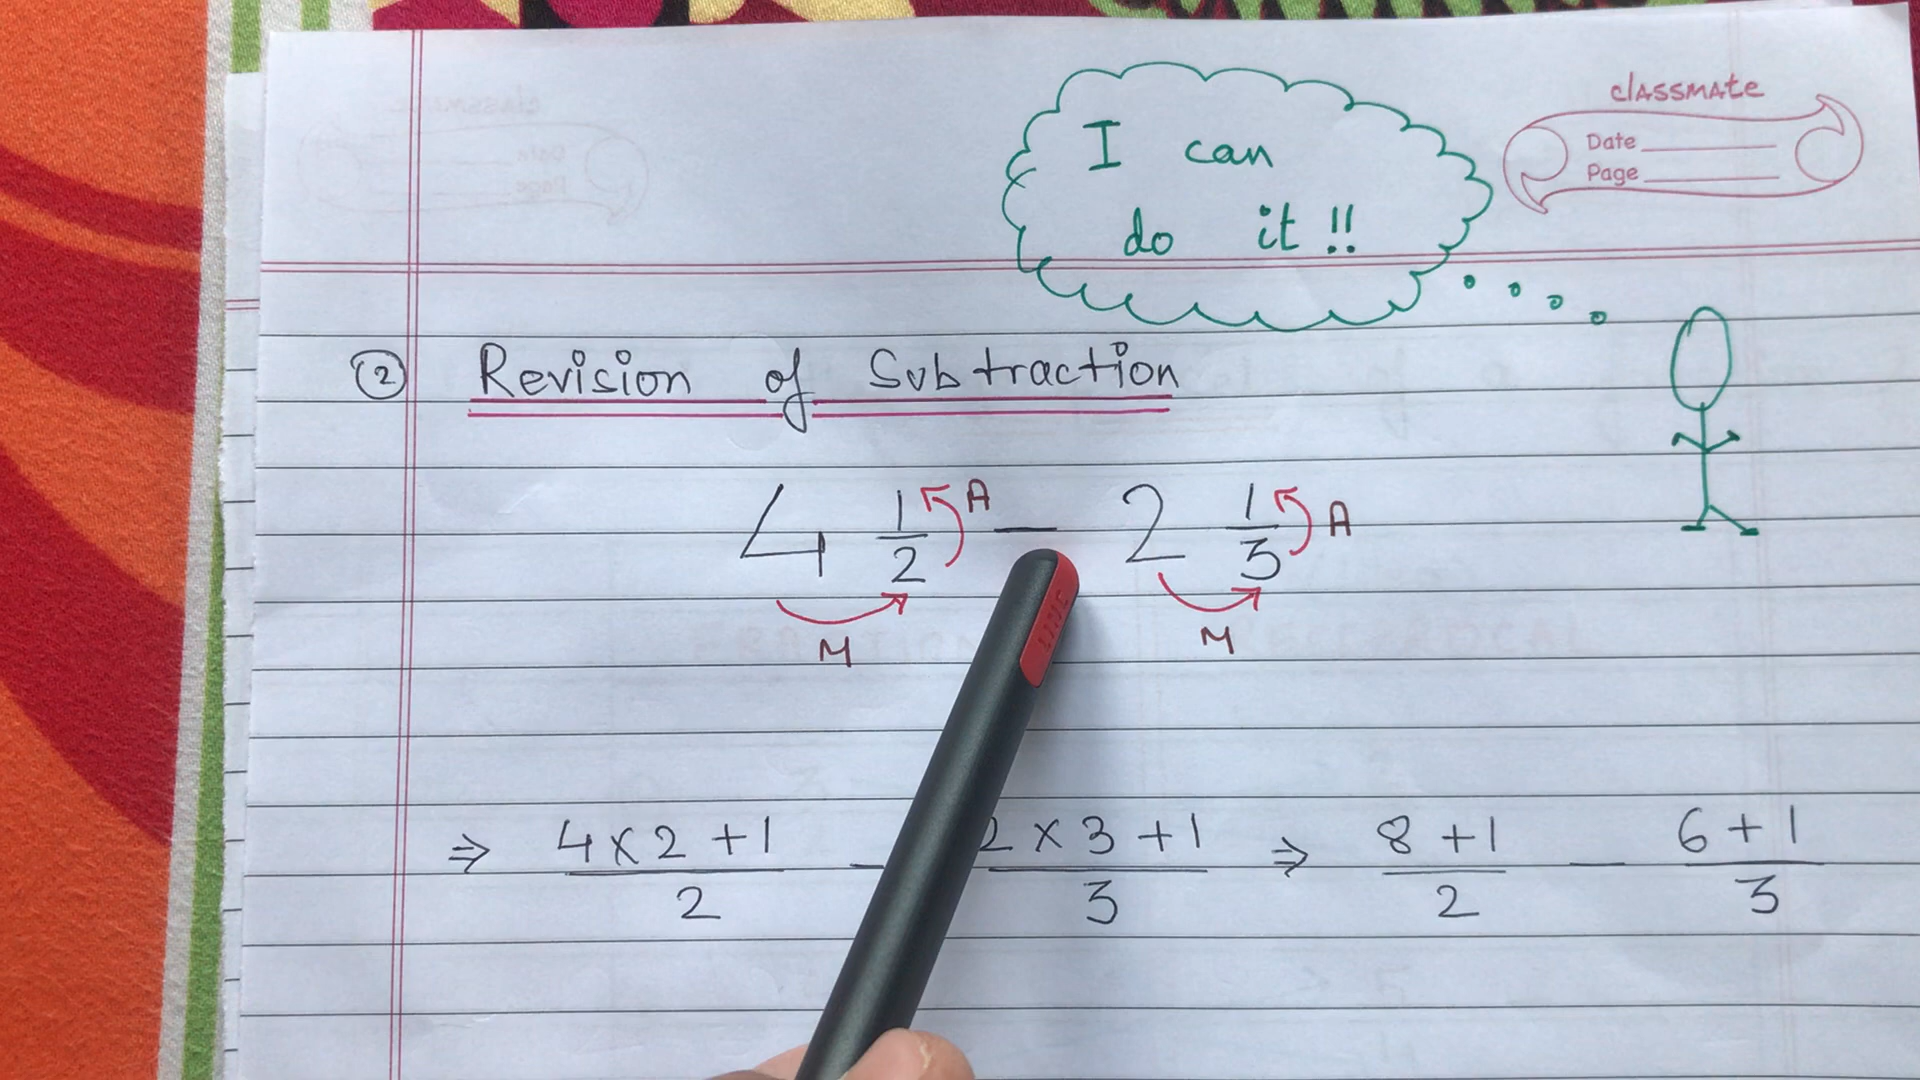 classmate
Date
Page
I can
do it!!
② Revision of Subtraction
4 1/2 A — 2 1/3 A
M M
⇒ 4 x 2 + 1 / 2 — 2 x 3 + 1 / 3 ⇒ 8 + 1 / 2 — 6 + 1 / 3